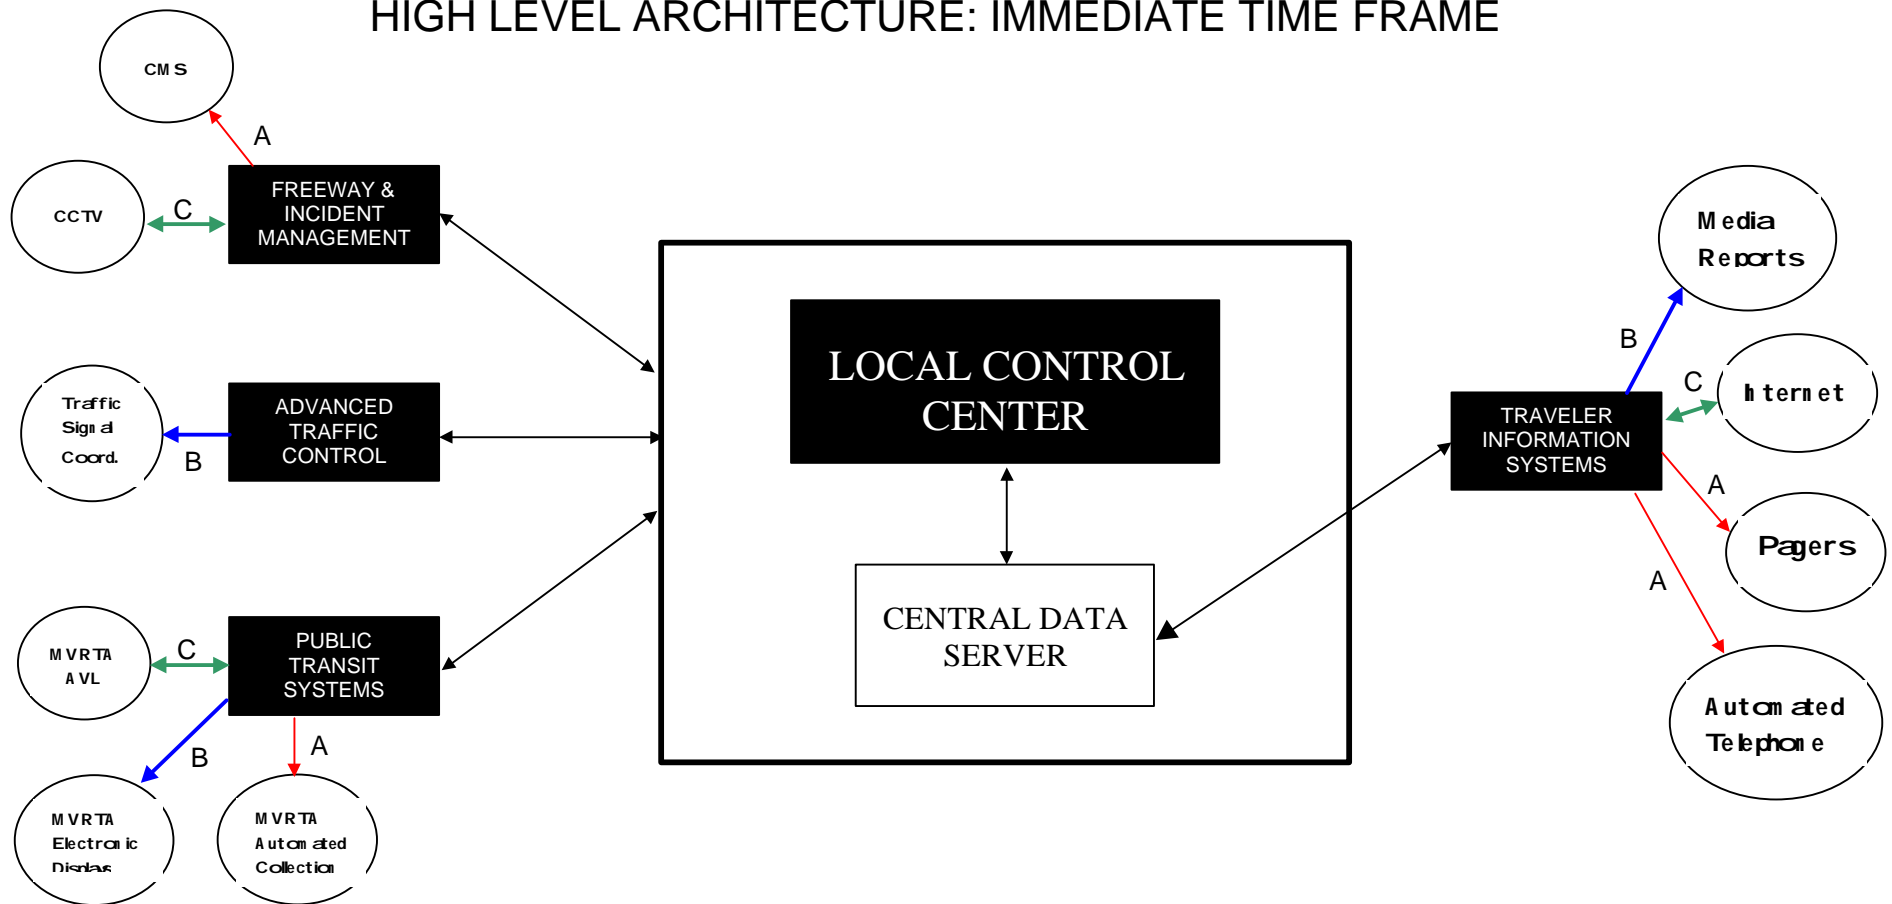 HIGH LEVEL ARCHITECTURE: IMMEDIATE TIME FRAME
CMS
A
CCTV
C
FREEWAY &
INCIDENT
MANAGEMENT
Traffic
Signal
Coord.
B
ADVANCED
TRAFFIC
CONTROL
MVRTA
AVL
C
PUBLIC
TRANSIT
SYSTEMS
B
A
MVRTA
Electronic
Displays
MVRTA
Automated
Collection
LOCAL CONTROL
CENTER
CENTRAL DATA
SERVER
TRAVELER
INFORMATION
SYSTEMS
B
Media
Reports
C
Internet
A
Pagers
A
Automated
Telephone